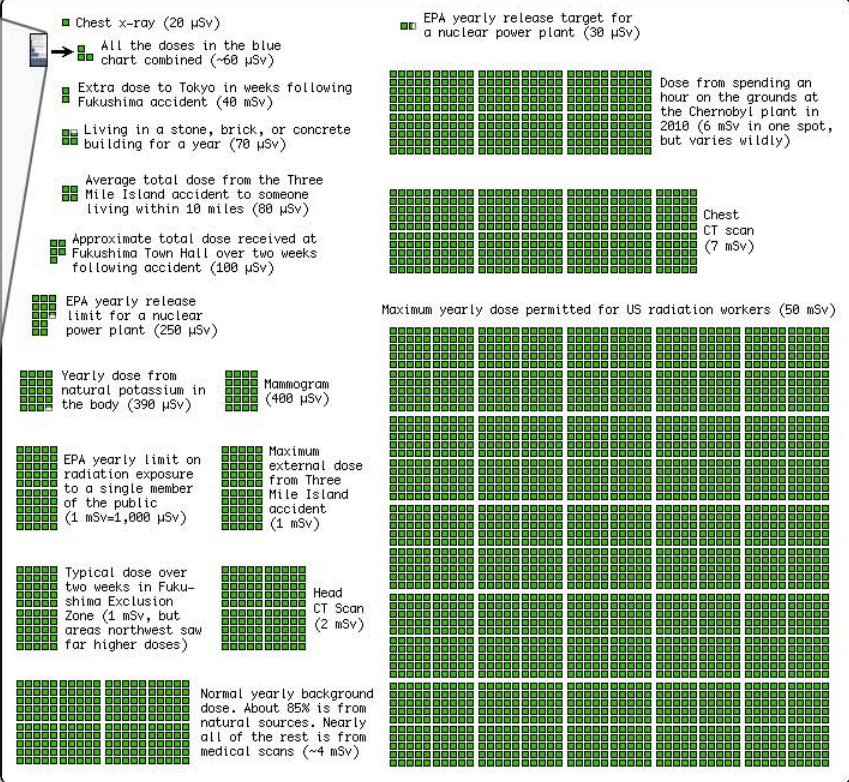 Chest x-ray (20 μSv)
All the doses in the blue
chart combined (~60 μSv)
Extra dose to Tokyo in weeks following
Fukushima accident (40 mSv)
Living in a stone, brick, or concrete
building for a year (70 μSv)
Average total dose from the Three
Mile Island accident to someone
living within 10 miles (80 μSv)
Approximate total dose received at
Fukushima Town Hall over two weeks
following accident (100 μSv)
EPA yearly release
limit for a nuclear
power plant (250 μSv)
Yearly dose from
natural potassium in
the body (390 μSv)
Mammogram
(400 μSv)
EPA yearly limit on
radiation exposure
to a single member
of the public
(1 mSv=1,000 μSv)
Maximum
external dose
from Three
Mile Island
accident
(1 mSv)
Typical dose over
two weeks in Fuku-
shima Exclusion
Zone (1 mSv, but
areas northwest saw
far higher doses)
Head
CT Scan
(2 mSv)
Normal yearly background
dose. About 85% is from
natural sources. Nearly
all of the rest is from
medical scans (~4 mSv)
EPA yearly release target for
a nuclear power plant (30 μSv)
Dose from spending an
hour on the grounds at
the Chernobyl plant in
2010 (6 mSv in one spot,
but varies wildly)
Chest
CT scan
(7 mSv)
Maximum yearly dose permitted for US radiation workers (50 mSv)